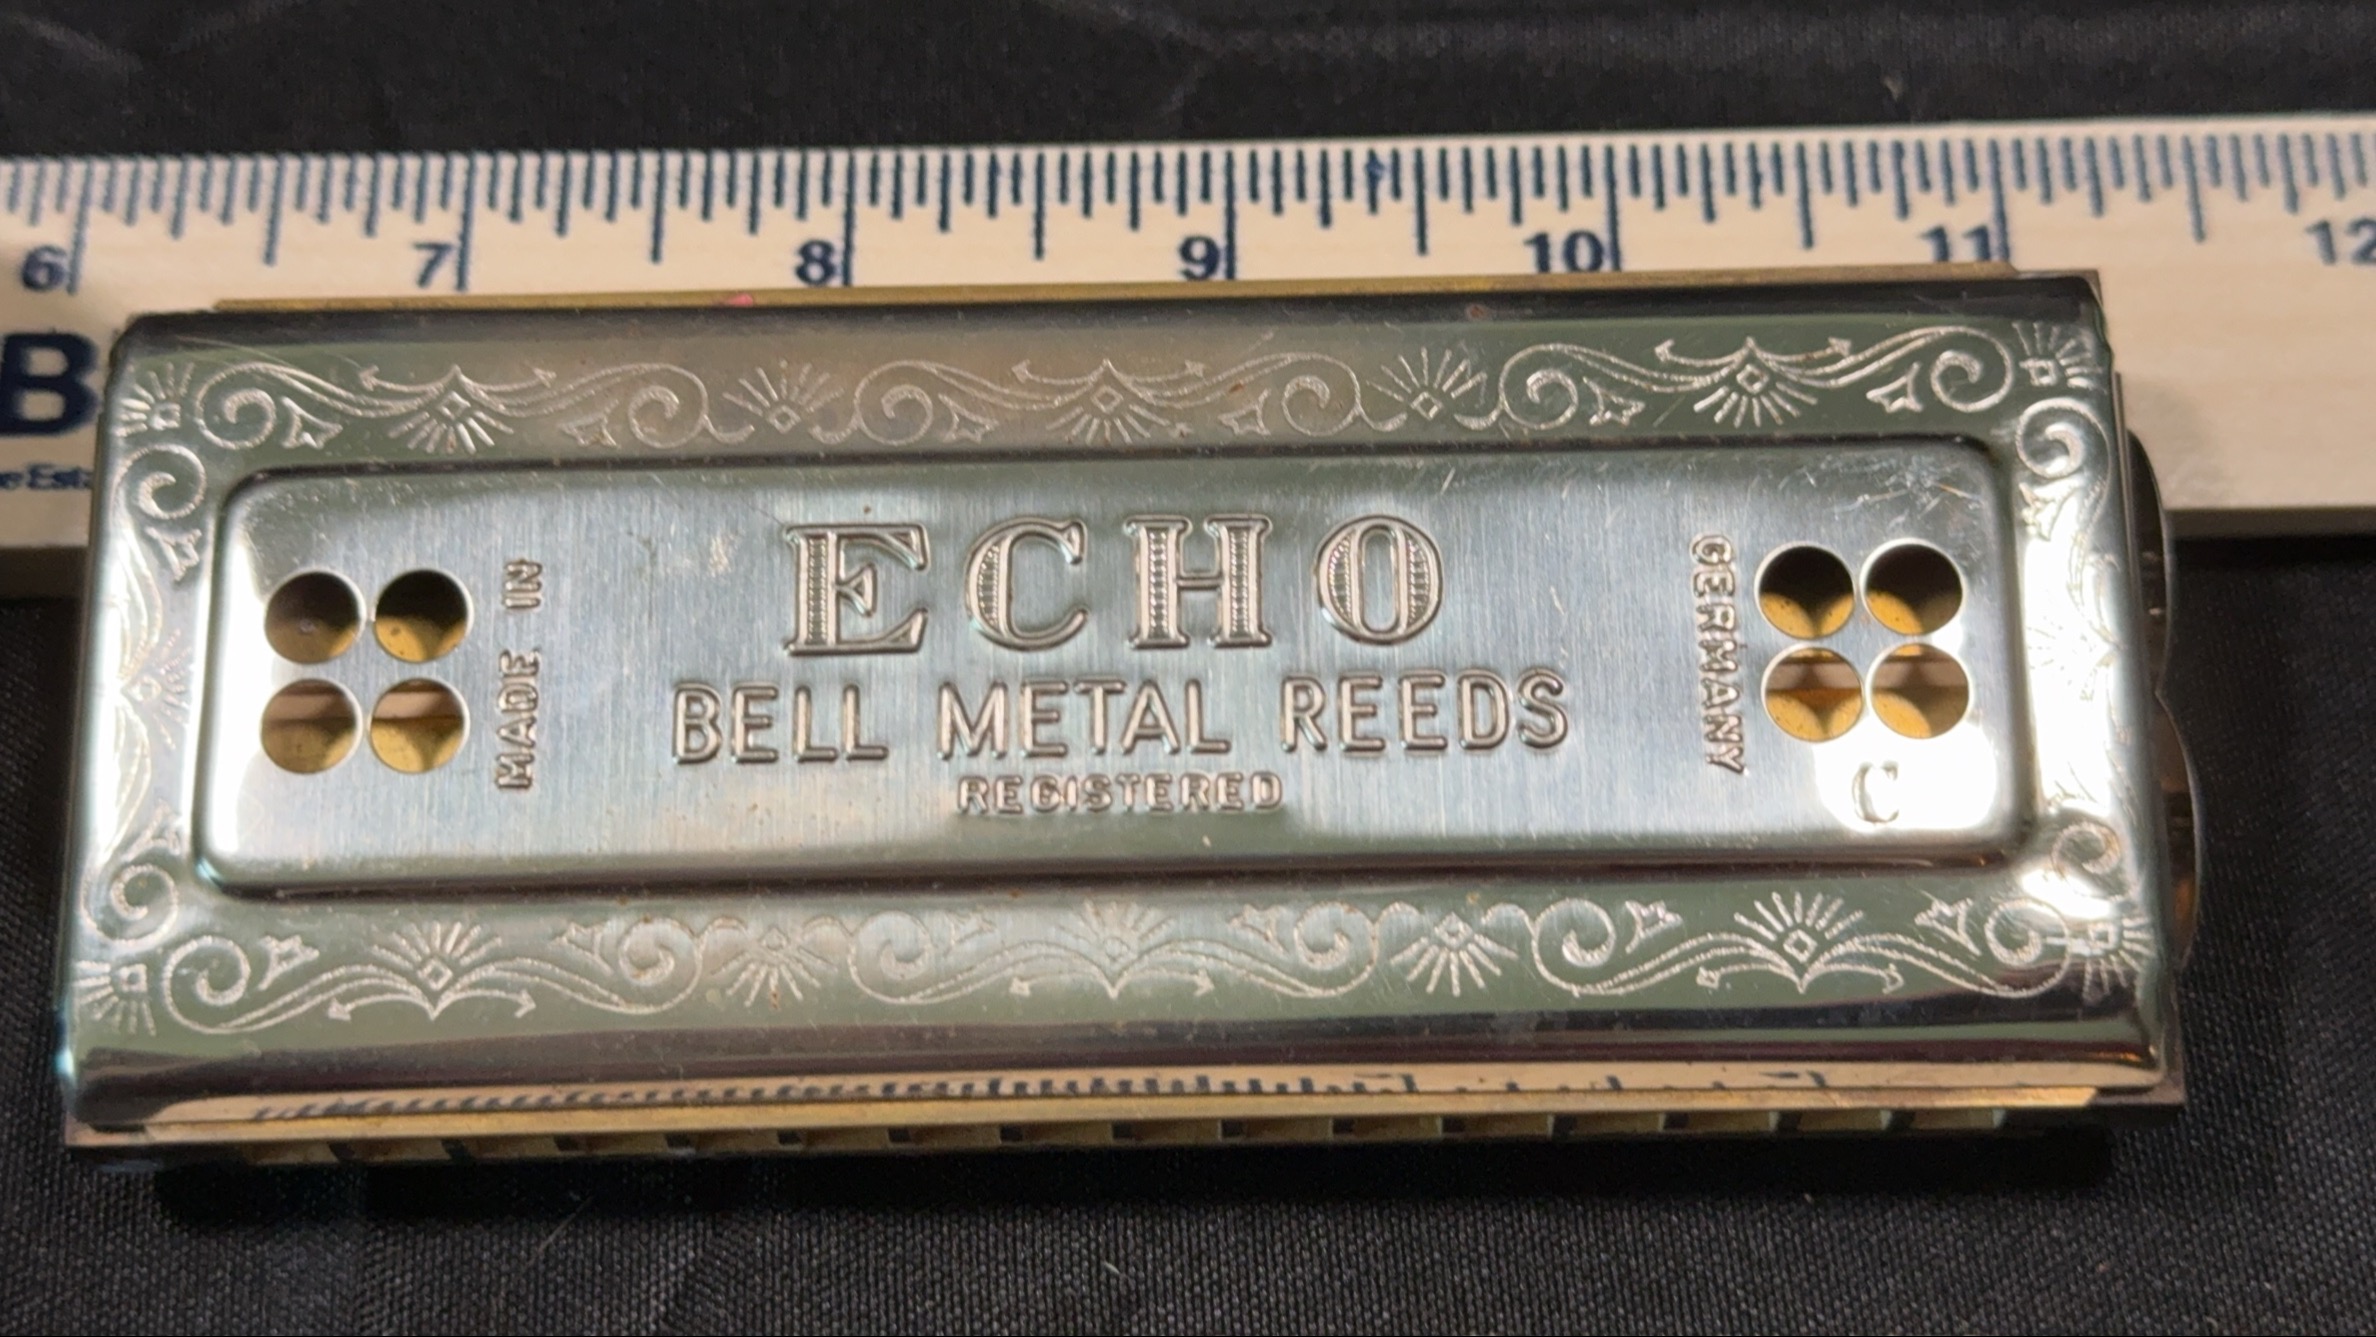 6 7 8 9 10 11 12
B
ECHO
BELL METAL REEDS
REGISTERED
MADE IN
GERMANY
C